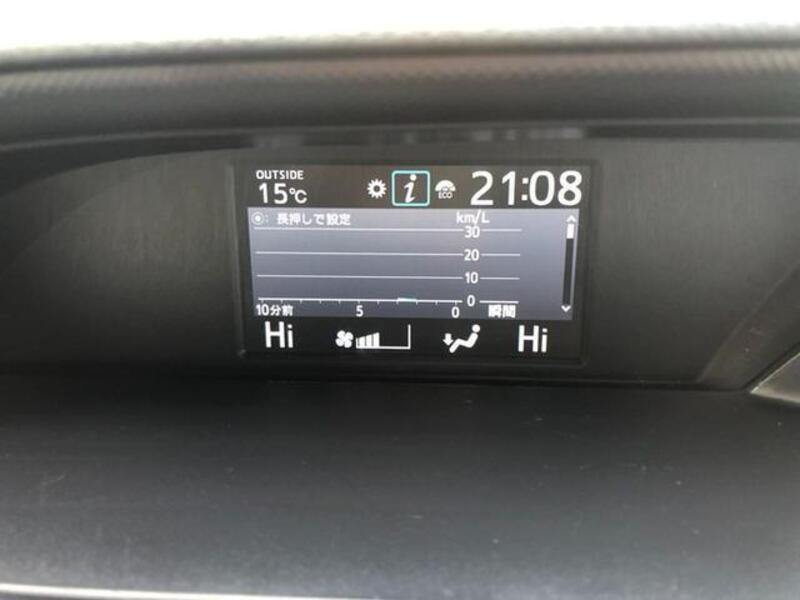 OUTSIDE
15℃
i
ECO
21:08
: 長押しで設定
km/L
30
20
10
0
10分前 5 0 瞬間
Hi
Hi